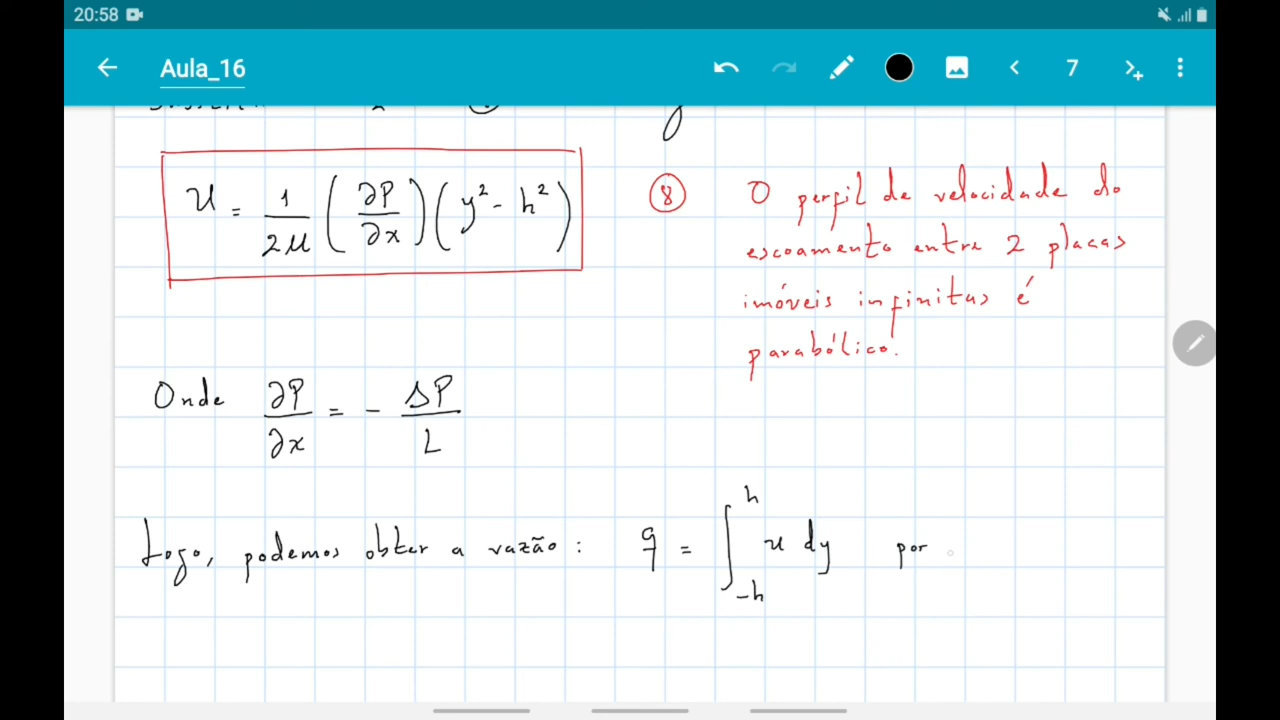 20:58
Aula_16
7
u = 1/2μ (∂P/∂x)(y² - h²)
⑧ O perfil de velocidade do
escoamento entre 2 placas
imóveis infinitas é
parabólico.
Onde ∂P/∂x = - ΔP/L
Logo, podemos obter a vazão: q = ∫_{-h}^{h} u dy por